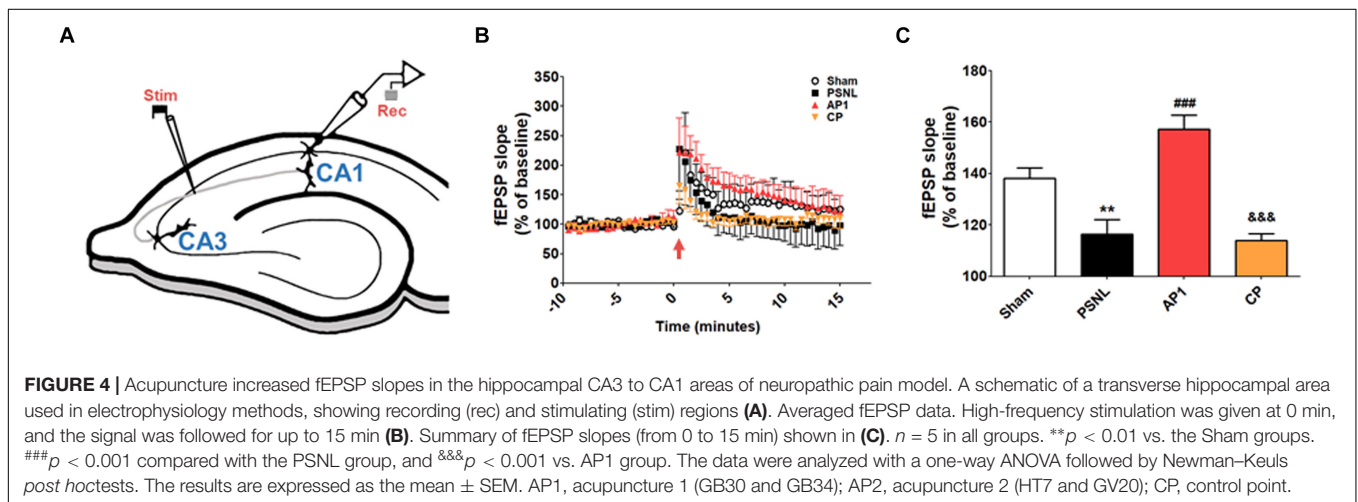 A
Stim
Rec
CA1
CA3
B
fEPSP slope
(% of baseline)
350
300
250
200
150
100
50
0
-10
-5
0
5
10
15
Time (minutes)
Sham
PSNL
AP1
CP
C
fEPSP slope
(% of baseline)
180
160
140
120
100
**
###
&&&
Sham
PSNL
AP1
CP
FIGURE 4 | Acupuncture increased fEPSP slopes in the hippocampal CA3 to CA1 areas of neuropathic pain model. A schematic of a transverse hippocampal area
used in electrophysiology methods, showing recording (rec) and stimulating (stim) regions (A). Averaged fEPSP data. High-frequency stimulation was given at 0 min,
and the signal was followed for up to 15 min (B). Summary of fEPSP slopes (from 0 to 15 min) shown in (C). n = 5 in all groups. **p < 0.01 vs. the Sham groups.
###p < 0.001 compared with the PSNL group, and &&&p < 0.001 vs. AP1 group. The data were analyzed with a one-way ANOVA followed by Newman–Keuls
post hoctests. The results are expressed as the mean ± SEM. AP1, acupuncture 1 (GB30 and GB34); AP2, acupuncture 2 (HT7 and GV20); CP, control point.